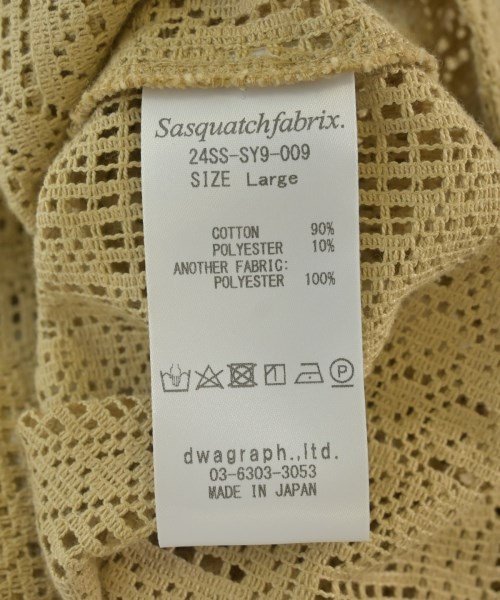 Sasquatchfabrix.
24SS-SY9-009
SIZE Large
COTTON 90%
POLYESTER 10%
ANOTHER FABRIC:
POLYESTER 100%
P
dwagraph.,ltd.
03-6303-3053
MADE IN JAPAN